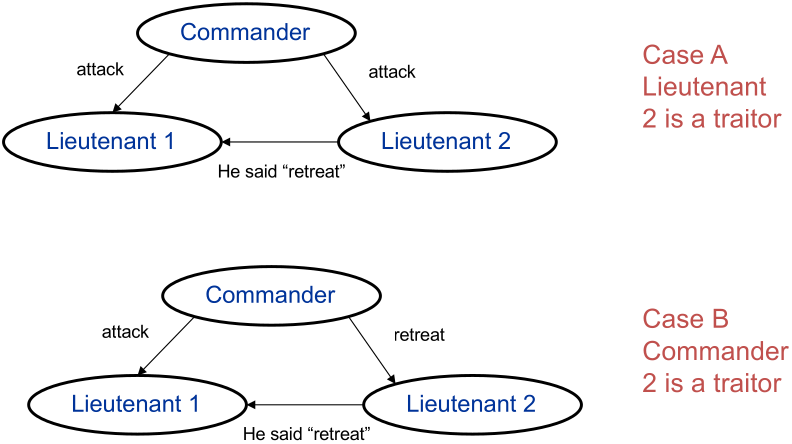 Commander
attack
attack
Lieutenant 1
Lieutenant 2
He said “retreat”
Case A
Lieutenant
2 is a traitor
Commander
attack
retreat
Lieutenant 1
Lieutenant 2
He said “retreat”
Case B
Commander
2 is a traitor